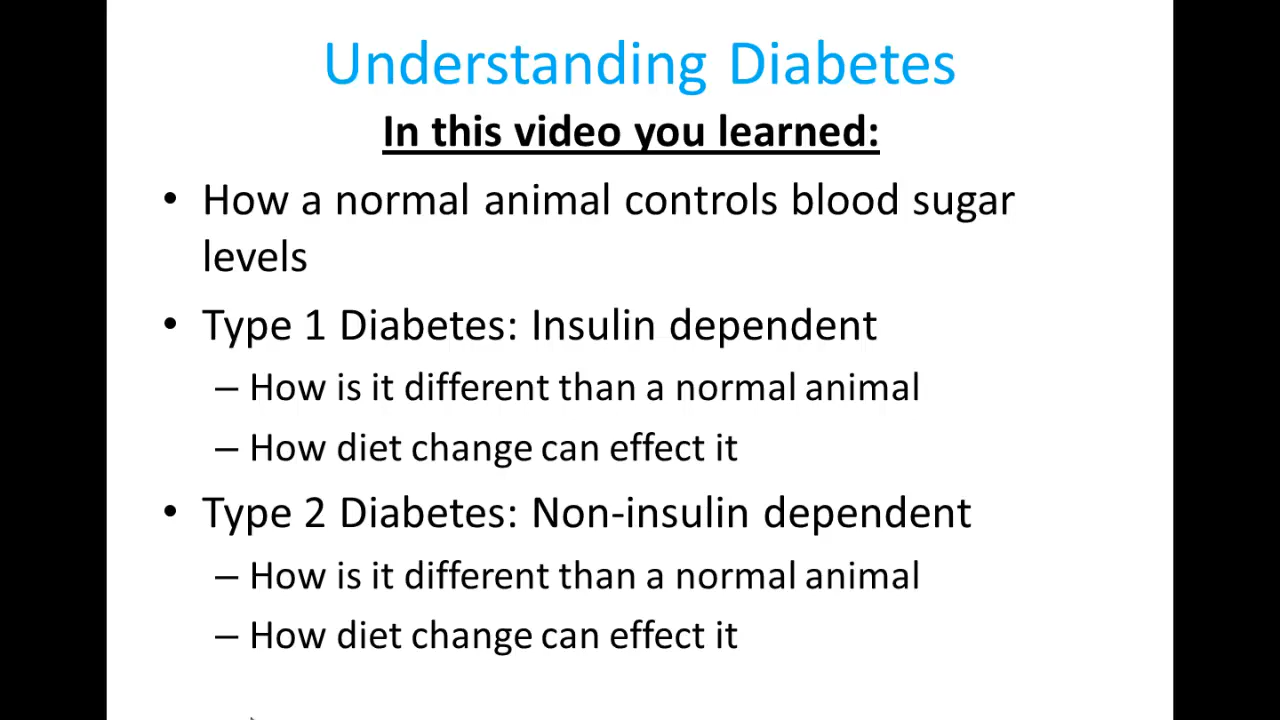 Understanding Diabetes
In this video you learned:
• How a normal animal controls blood sugar
levels
• Type 1 Diabetes: Insulin dependent
– How is it different than a normal animal
– How diet change can effect it
• Type 2 Diabetes: Non-insulin dependent
– How is it different than a normal animal
– How diet change can effect it